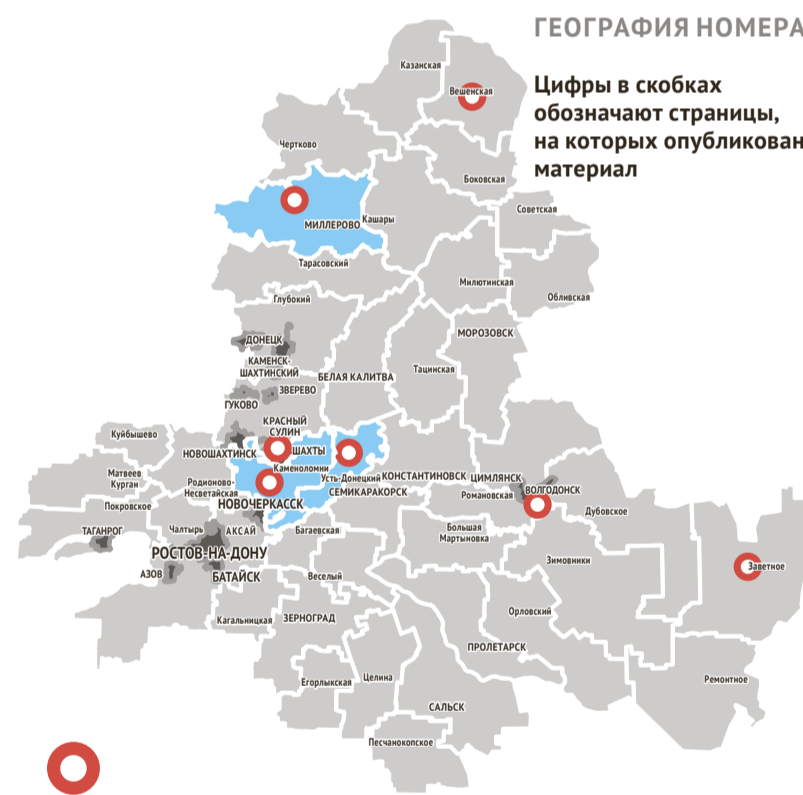 ГЕОГРАФИЯ НОМЕРА
Цифры в скобках
обозначают страницы,
на которых опубликован
материал
Казанская
Вешенская
Чертково
Боковская
МИЛЛЕРОВО
Кашары
Советская
Тарасовский
Милютинская
Обливская
Глубокий
ДОНЕЦК
МОРОЗОВСК
КАМЕНСК-
ШАХТИНСКИЙ
БЕЛАЯ КАЛИТВА
Тацинская
ЗВЕРЕВО
ГУКОВО
КРАСНЫЙ
СУЛИН
Куйбышево
НОВОШАХТИНСК
ШАХТЫ
Каменоломни
Матвеев
Курган
Родионово-
Несветайская
Усть-Донецкий
КОНСТАНТИНОВСК
ЦИМЛЯНСК
СЕМИКАРАКОРСК
Романовская
ВОЛГОДОНСК
Покровское
НОВОЧЕРКАССК
Дубовское
ТАГАНРОГ
Чалтырь
АКСАЙ
Багаевская
Большая
Мартыновка
РОСТОВ-НА-ДОНУ
Зимовники
Заветное
АЗОВ
БАТАЙСК
Веселый
Кагальницкая
ЗЕРНОГРАД
Орловский
ПРОЛЕТАРСК
Егорлыкская
Целина
Ремонтное
САЛЬСК
Песчанокопское